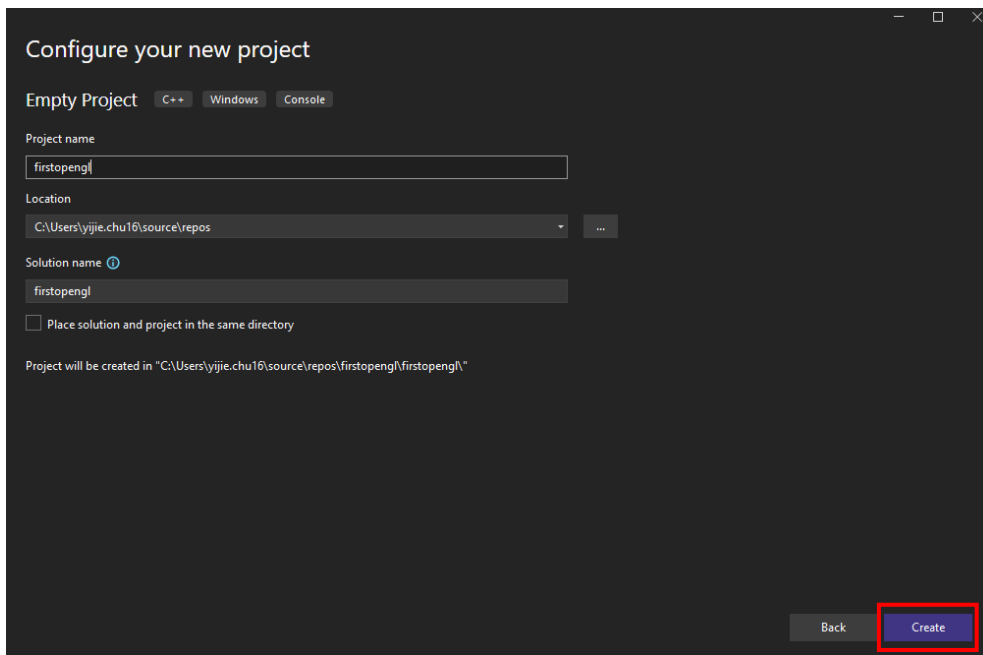 Configure your new project
Empty Project C++ Windows Console
Project name
firstopengl
Location
C:\Users\yijie.chu16\source\repos ...
Solution name
firstopengl
Place solution and project in the same directory
Project will be created in "C:\Users\yijie.chu16\source\repos\firstopengl\firstopengl\"
Back Create